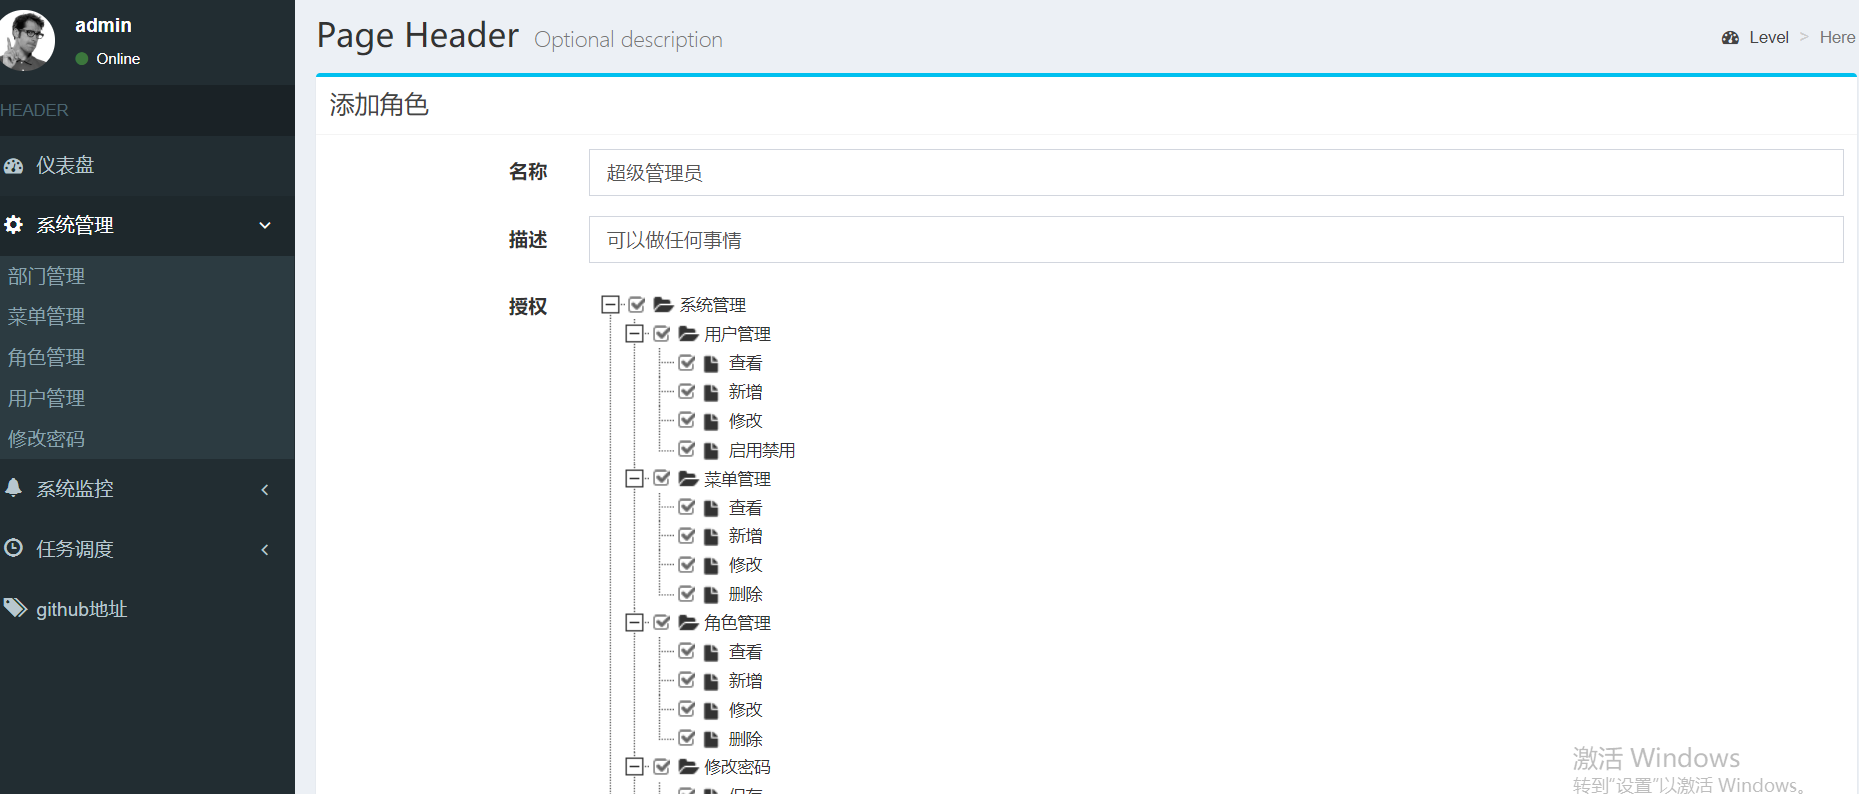 admin
Online
HEADER
仪表盘
系统管理
部门管理
菜单管理
角色管理
用户管理
修改密码
系统监控
任务调度
github地址
Page Header Optional description
Level > Here
添加角色
名称 超级管理员
描述 可以做任何事情
授权
系统管理
用户管理
查看
新增
修改
启用禁用
菜单管理
查看
新增
修改
删除
角色管理
查看
新增
修改
删除
修改密码
保存
激活 Windows
转到"设置"以激活 Windows。